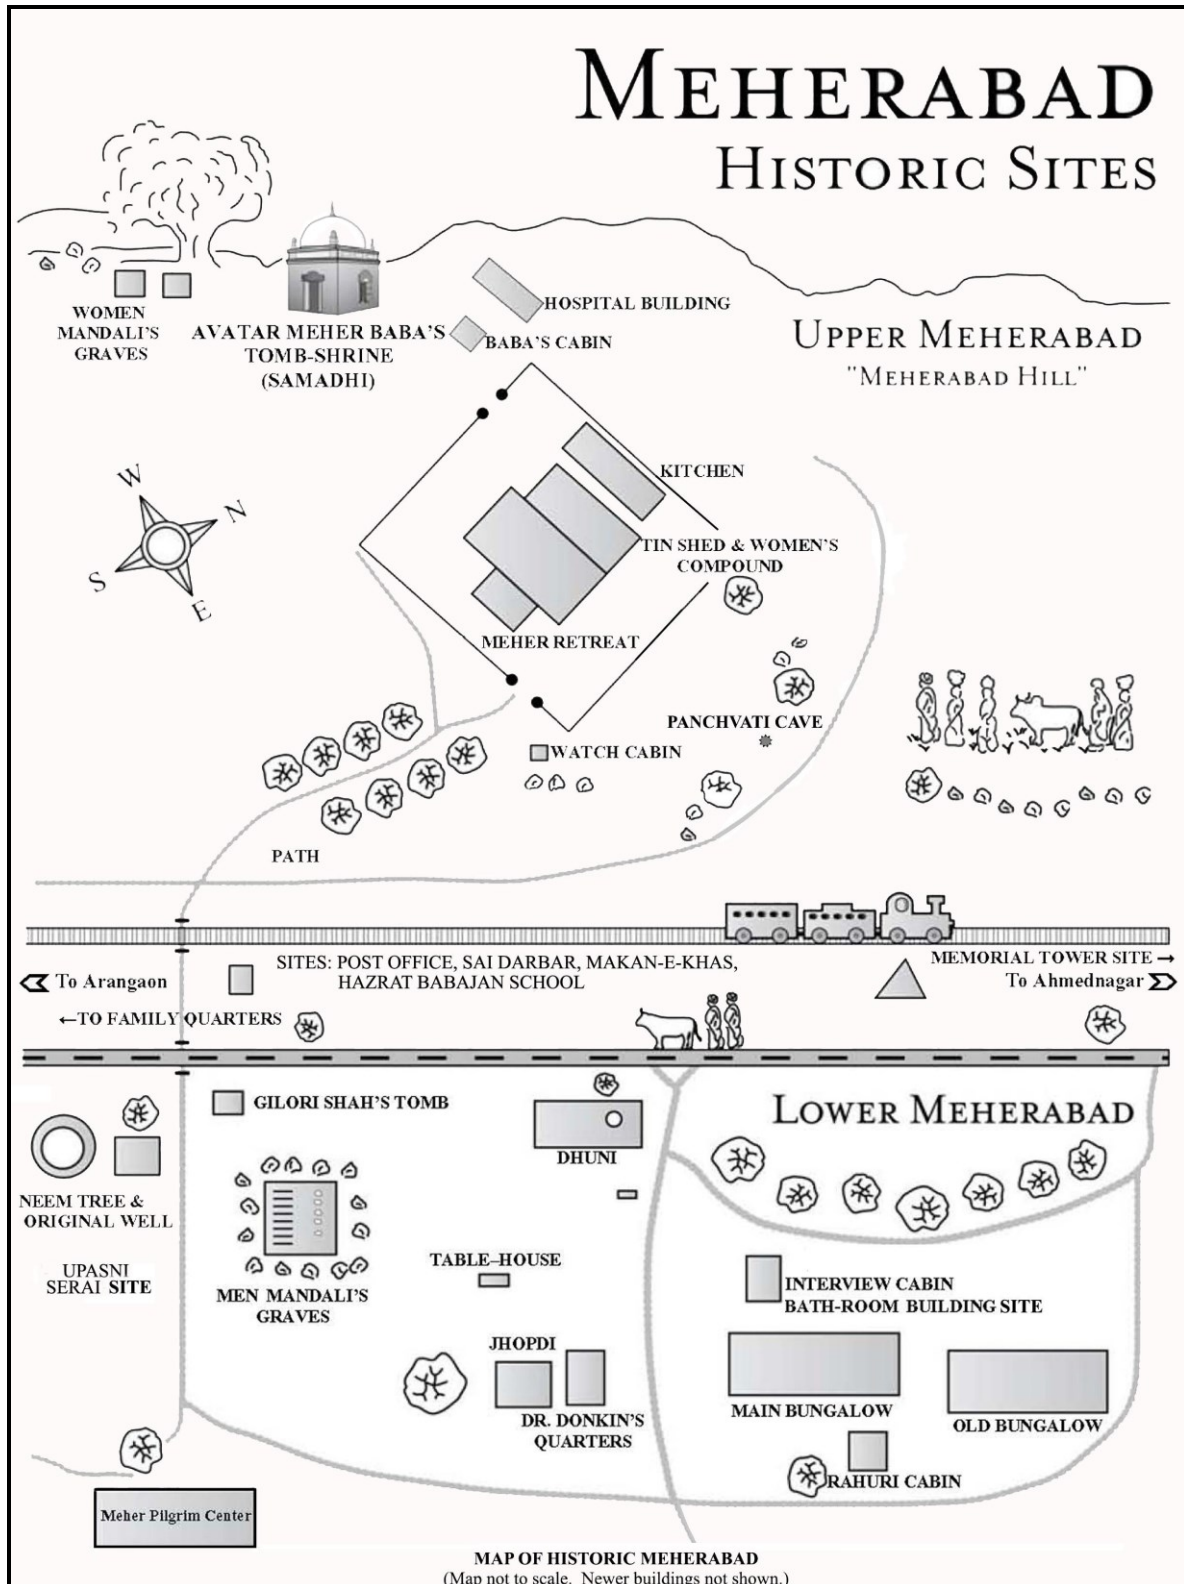 MEHERABAD
HISTORIC SITES
WOMEN
MANDALI'S
GRAVES
AVATAR MEHER BABA'S
TOMB-SHRINE
(SAMADHI)
HOSPITAL BUILDING
BABA'S CABIN
UPPER MEHERABAD
"MEHERABAD HILL"
W
N
S
E
KITCHEN
TIN SHED & WOMEN'S
COMPOUND
MEHER RETREAT
PANCHVATI CAVE
WATCH CABIN
PATH
SITES: POST OFFICE, SAI DARBAR, MAKAN-E-KHAS,
HAZRAT BABAJAN SCHOOL
MEMORIAL TOWER SITE →
To Arangaon
To Ahmednagar
←TO FAMILY QUARTERS
GILORI SHAH'S TOMB
DHUNI
LOWER MEHERABAD
NEEM TREE &
ORIGINAL WELL
UPASNI
SERAI SITE
MEN MANDALI'S
GRAVES
TABLE–HOUSE
INTERVIEW CABIN
BATH-ROOM BUILDING SITE
JHOPDI
DR. DONKIN'S
QUARTERS
MAIN BUNGALOW
OLD BUNGALOW
RAHURI CABIN
Meher Pilgrim Center
MAP OF HISTORIC MEHERABAD
(Map not to scale. Newer buildings not shown.)